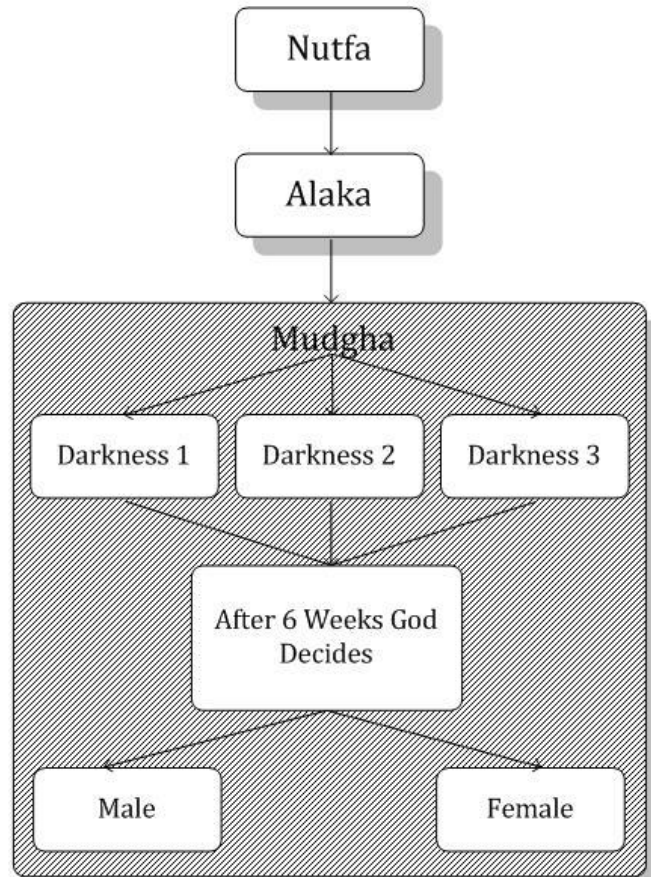 Nutfa
Alaka
Mudgha
Darkness 1
Darkness 2
Darkness 3
After 6 Weeks God
Decides
Male
Female